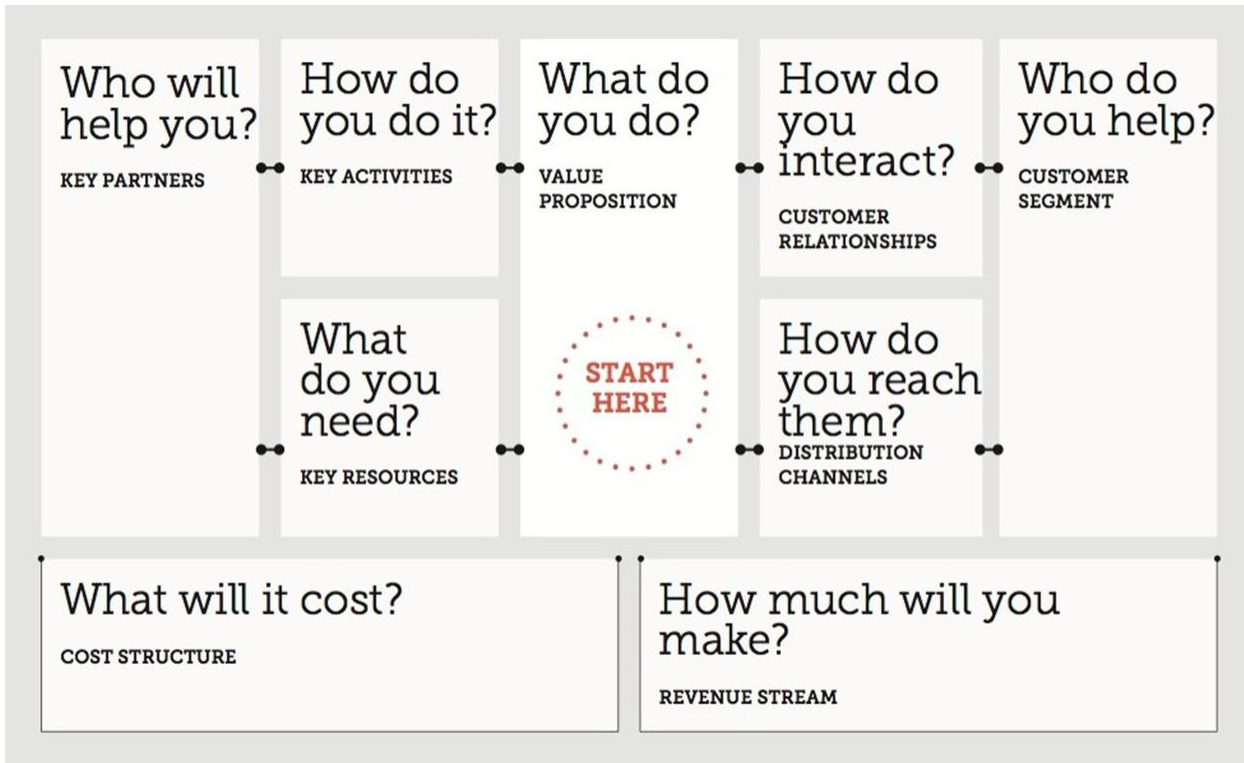 Who will
help you?
KEY PARTNERS
How do
you do it?
KEY ACTIVITIES
What
do you
need?
KEY RESOURCES
What do
you do?
VALUE
PROPOSITION
START
HERE
How do
you
interact?
CUSTOMER
RELATIONSHIPS
How do
you reach
them?
DISTRIBUTION
CHANNELS
Who do
you help?
CUSTOMER
SEGMENT
What will it cost?
COST STRUCTURE
How much will you
make?
REVENUE STREAM